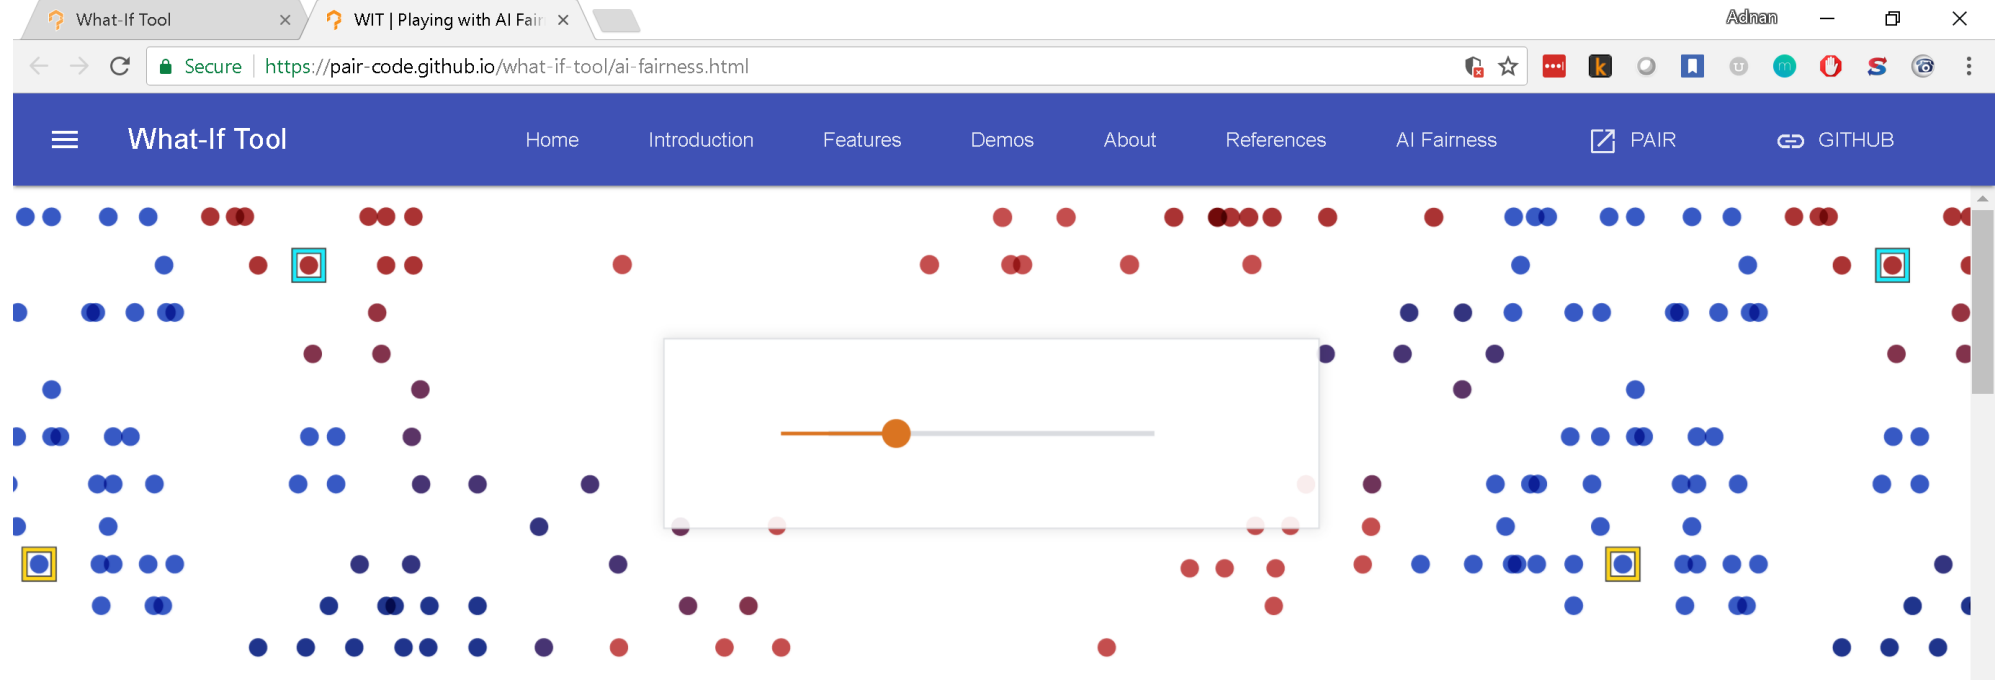 What-If Tool
WIT | Playing with AI Fair
Adnan
Secure
https://pair-code.github.io/what-if-tool/ai-fairness.html
What-If Tool
Home
Introduction
Features
Demos
About
References
AI Fairness
PAIR
GITHUB